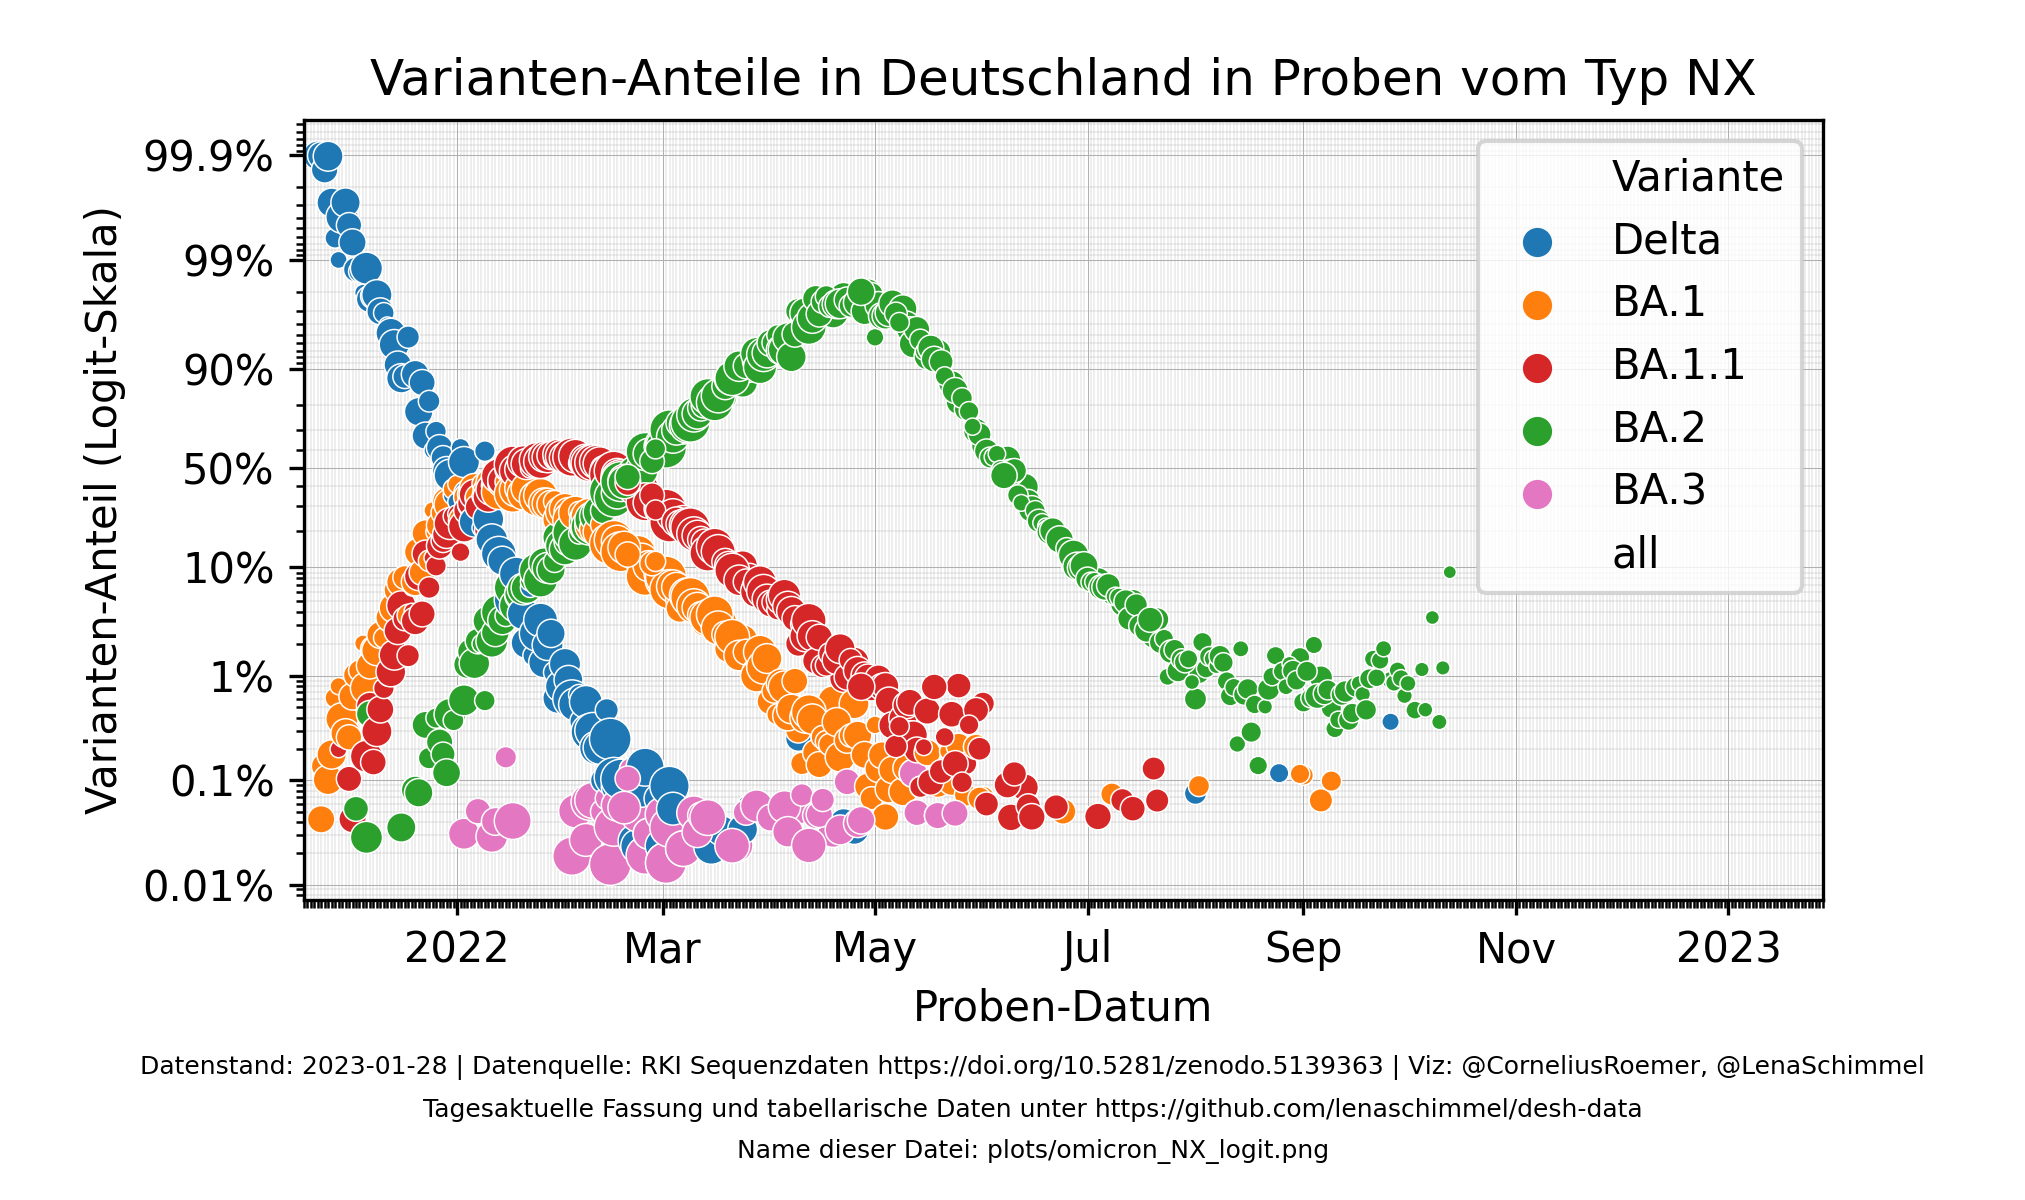 Varianten-Anteile in Deutschland in Proben vom Typ NX
Varianten-Anteil (Logit-Skala)
99.9%
99%
90%
50%
10%
1%
0.1%
0.01%
Variante
Delta
BA.1
BA.1.1
BA.2
BA.3
all
2022
Mar
May
Jul
Sep
Nov
2023
Proben-Datum
Datenstand: 2023-01-28 | Datenquelle: RKI Sequenzdaten https://doi.org/10.5281/zenodo.5139363 | Viz: @CorneliusRoemer, @LenaSchimmel
Tagesaktuelle Fassung und tabellarische Daten unter https://github.com/lenaschimmel/desh-data
Name dieser Datei: plots/omicron_NX_logit.png